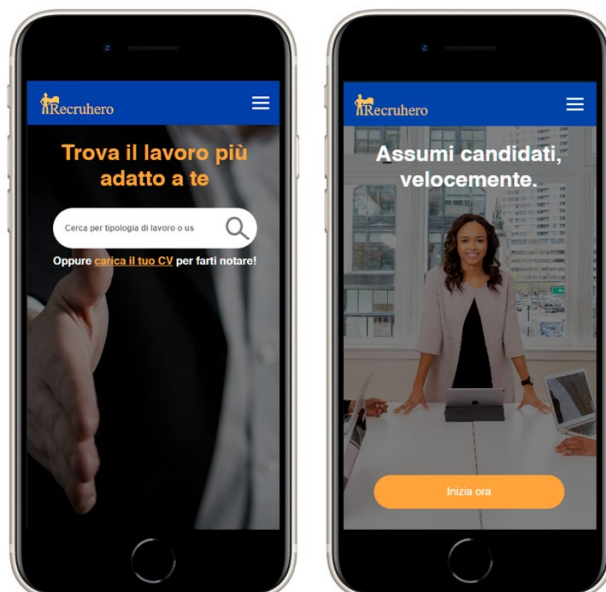 Recruhero
Trova il lavoro più
adatto a te
Cerca per tipologia di lavoro o us
Oppure carica il tuo CV per farti notare!
Recruhero
Assumi candidati,
velocemente.
Inizia ora